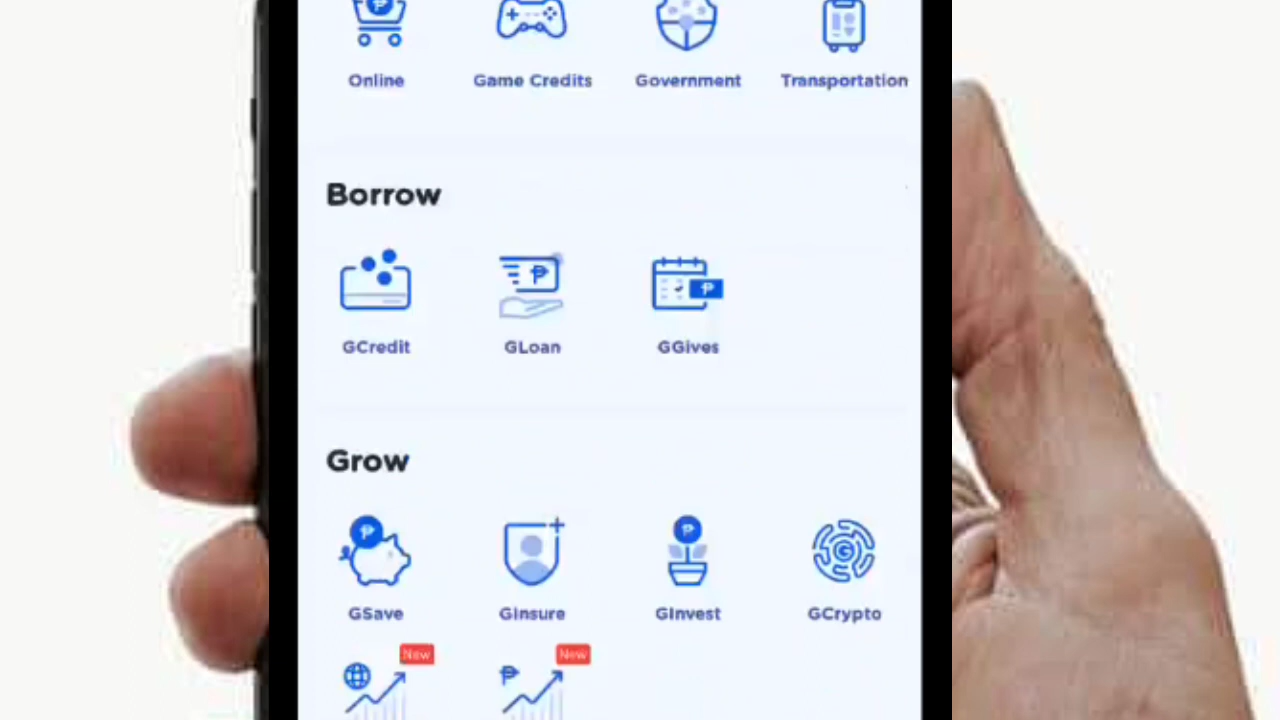 Online Game Credits Government Transportation
Borrow
GCredit GLoan GGives
Grow
GSave GInsure GInvest GCrypto
New New